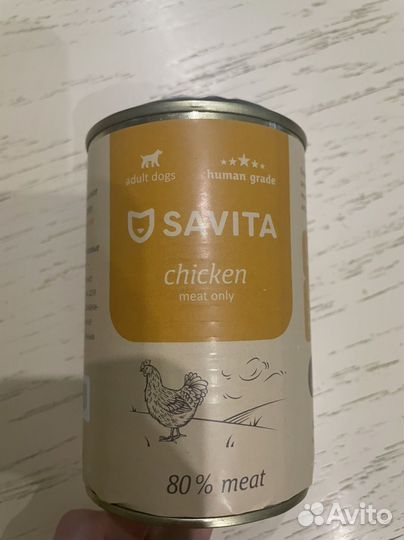 adult dogs
human grade
SAVITA
chicken
meat only
80% meat
Avito